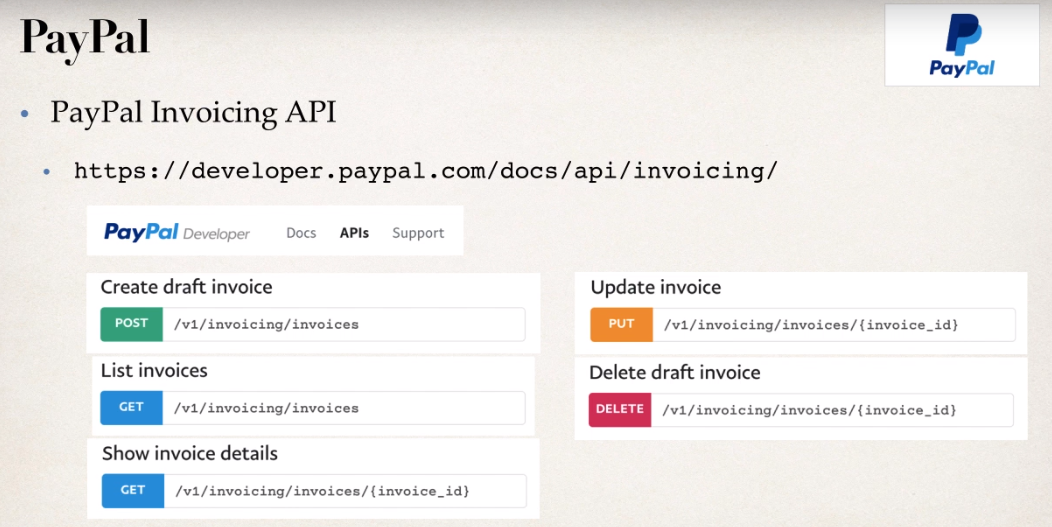 PayPal
PayPal
PayPal Invoicing API
https://developer.paypal.com/docs/api/invoicing/
PayPal Developer Docs APIs Support
Create draft invoice
POST /v1/invoicing/invoices
List invoices
GET /v1/invoicing/invoices
Show invoice details
GET /v1/invoicing/invoices/{invoice_id}
Update invoice
PUT /v1/invoicing/invoices/{invoice_id}
Delete draft invoice
DELETE /v1/invoicing/invoices/{invoice_id}